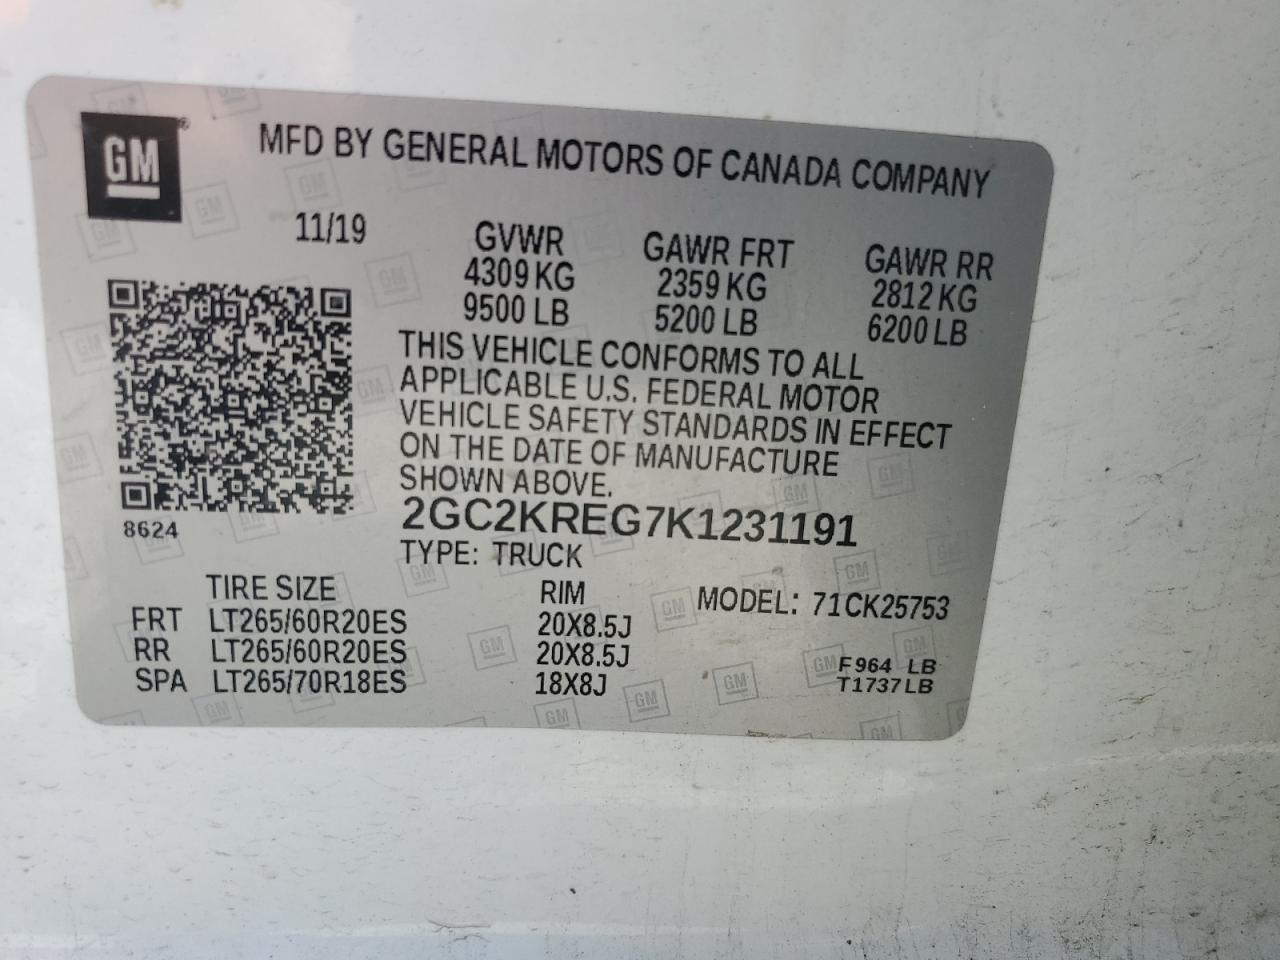 GM®
MFD BY GENERAL MOTORS OF CANADA COMPANY
11/19
GVWR
4309 KG
9500 LB
GAWR FRT
2359 KG
5200 LB
GAWR RR
2812 KG
6200 LB
THIS VEHICLE CONFORMS TO ALL
APPLICABLE U.S. FEDERAL MOTOR
VEHICLE SAFETY STANDARDS IN EFFECT
ON THE DATE OF MANUFACTURE
SHOWN ABOVE.
8624
2GC2KREG7K1231191
TYPE: TRUCK
TIRE SIZE RIM MODEL: 71CK25753
FRT LT265/60R20ES 20X8.5J
RR LT265/60R20ES 20X8.5J
SPA LT265/70R18ES 18X8J
F964 LB
T1737LB